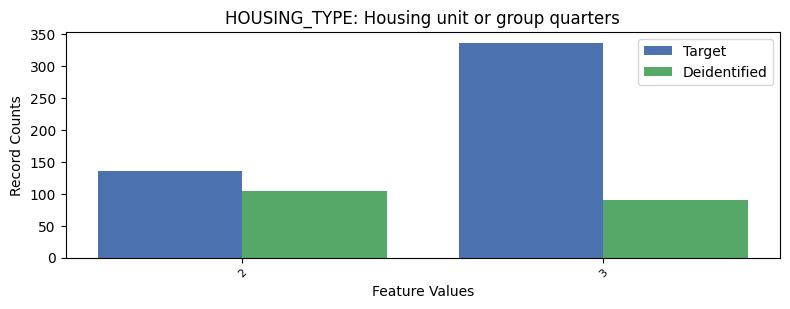 HOUSING_TYPE: Housing unit or group quarters
350
300
250
200
150
100
50
0
Record Counts
Target
Deidentified
2
3
Feature Values